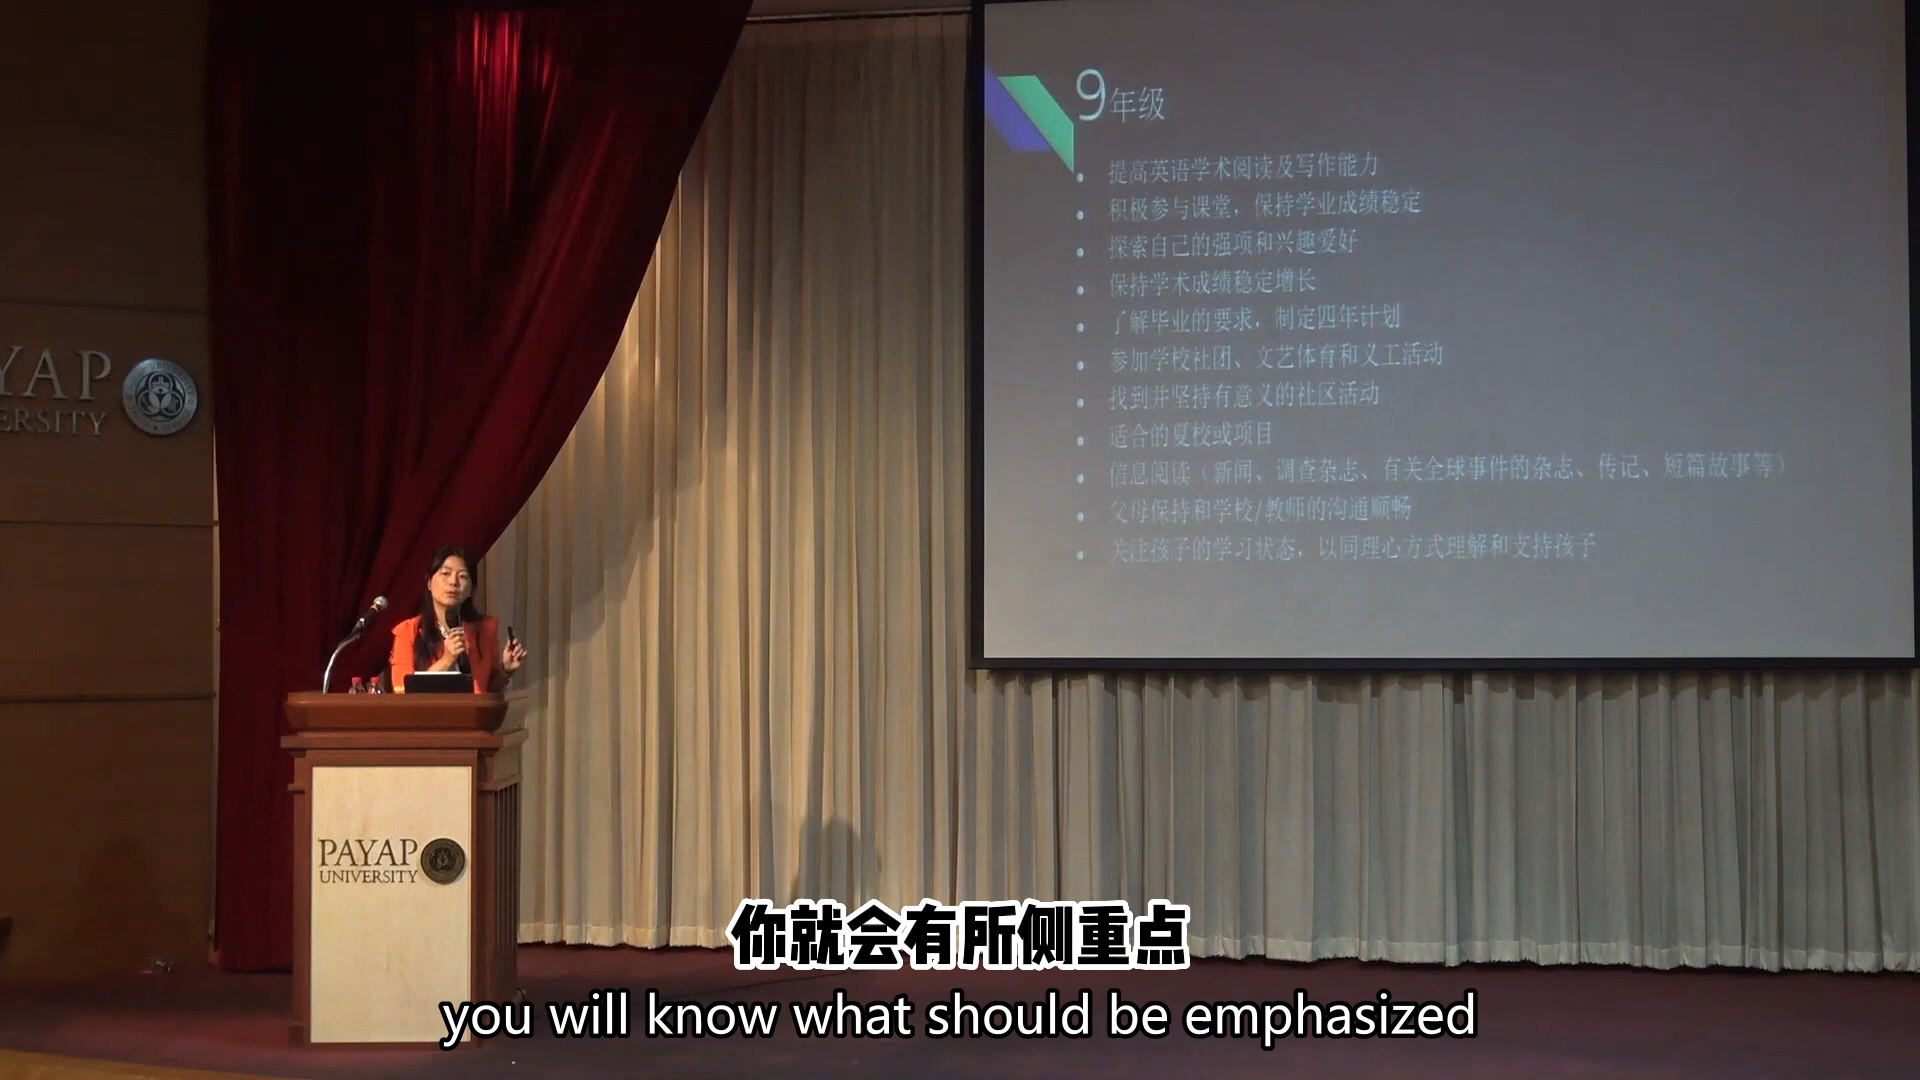 9年级
提高英语学术阅读及写作能力
积极参与课堂，保持学业成绩稳定
探索自己的强项和兴趣爱好
保持学术成绩稳定增长
了解毕业的要求，制定四年计划
参加学校社团、文艺体育和义工活动
找到并坚持有意义的社区活动
适合的夏校或项目
信息阅读（新闻、调查杂志、有关全球事件的杂志、传记、短篇故事等）
父母保持和学校/教师的沟通顺畅
关注孩子的学习状态，以同理心方式理解和支持孩子
YAP
ERSITY
PAYAP
UNIVERSITY
你就会有所侧重点
you will know what should be emphasized